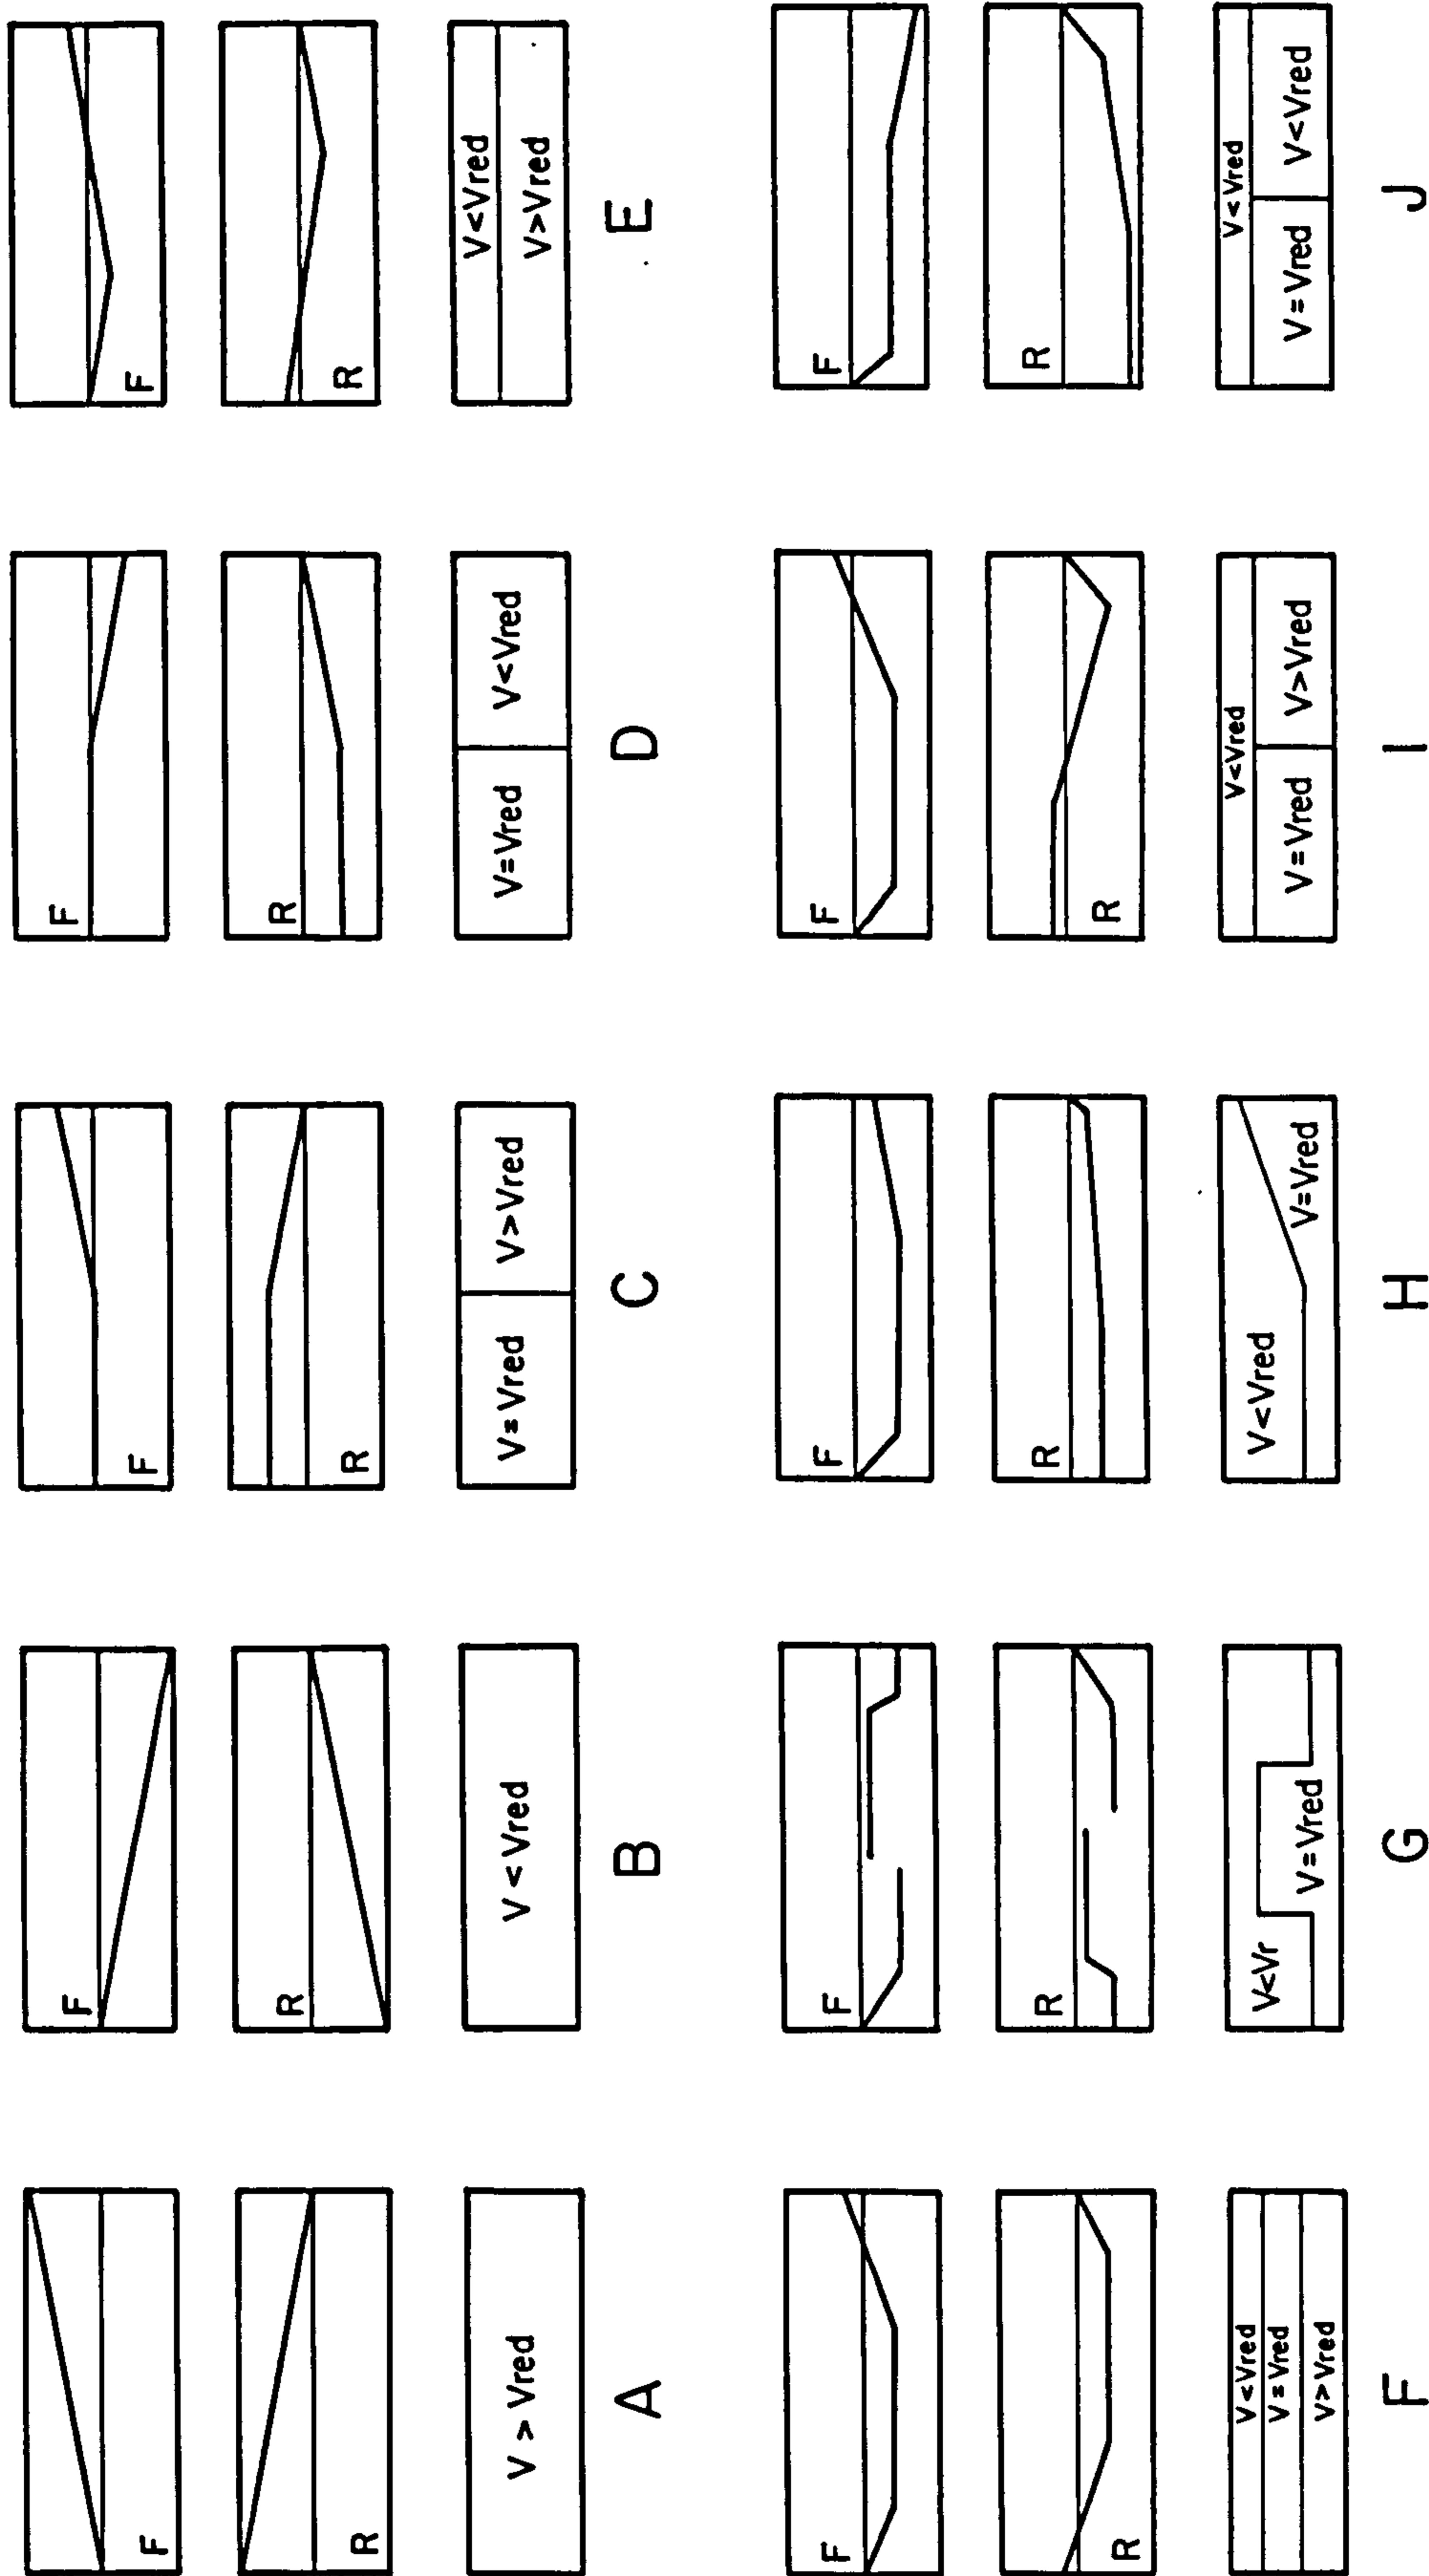 F
R
V > Vred
A
F
R
V < Vred
B
F
R
V = Vred
V > Vred
C
F
R
V = Vred
V < Vred
D
F
R
V < Vred
V > Vred
E
F
R
V < Vred
V = Vred
V > Vred
F
F
R
V<Vr
V = Vred
G
F
R
V < Vred
V = Vred
H
F
R
V<Vred
V = Vred
V > Vred
I
F
R
V < Vred
V = Vred
V < Vred
J